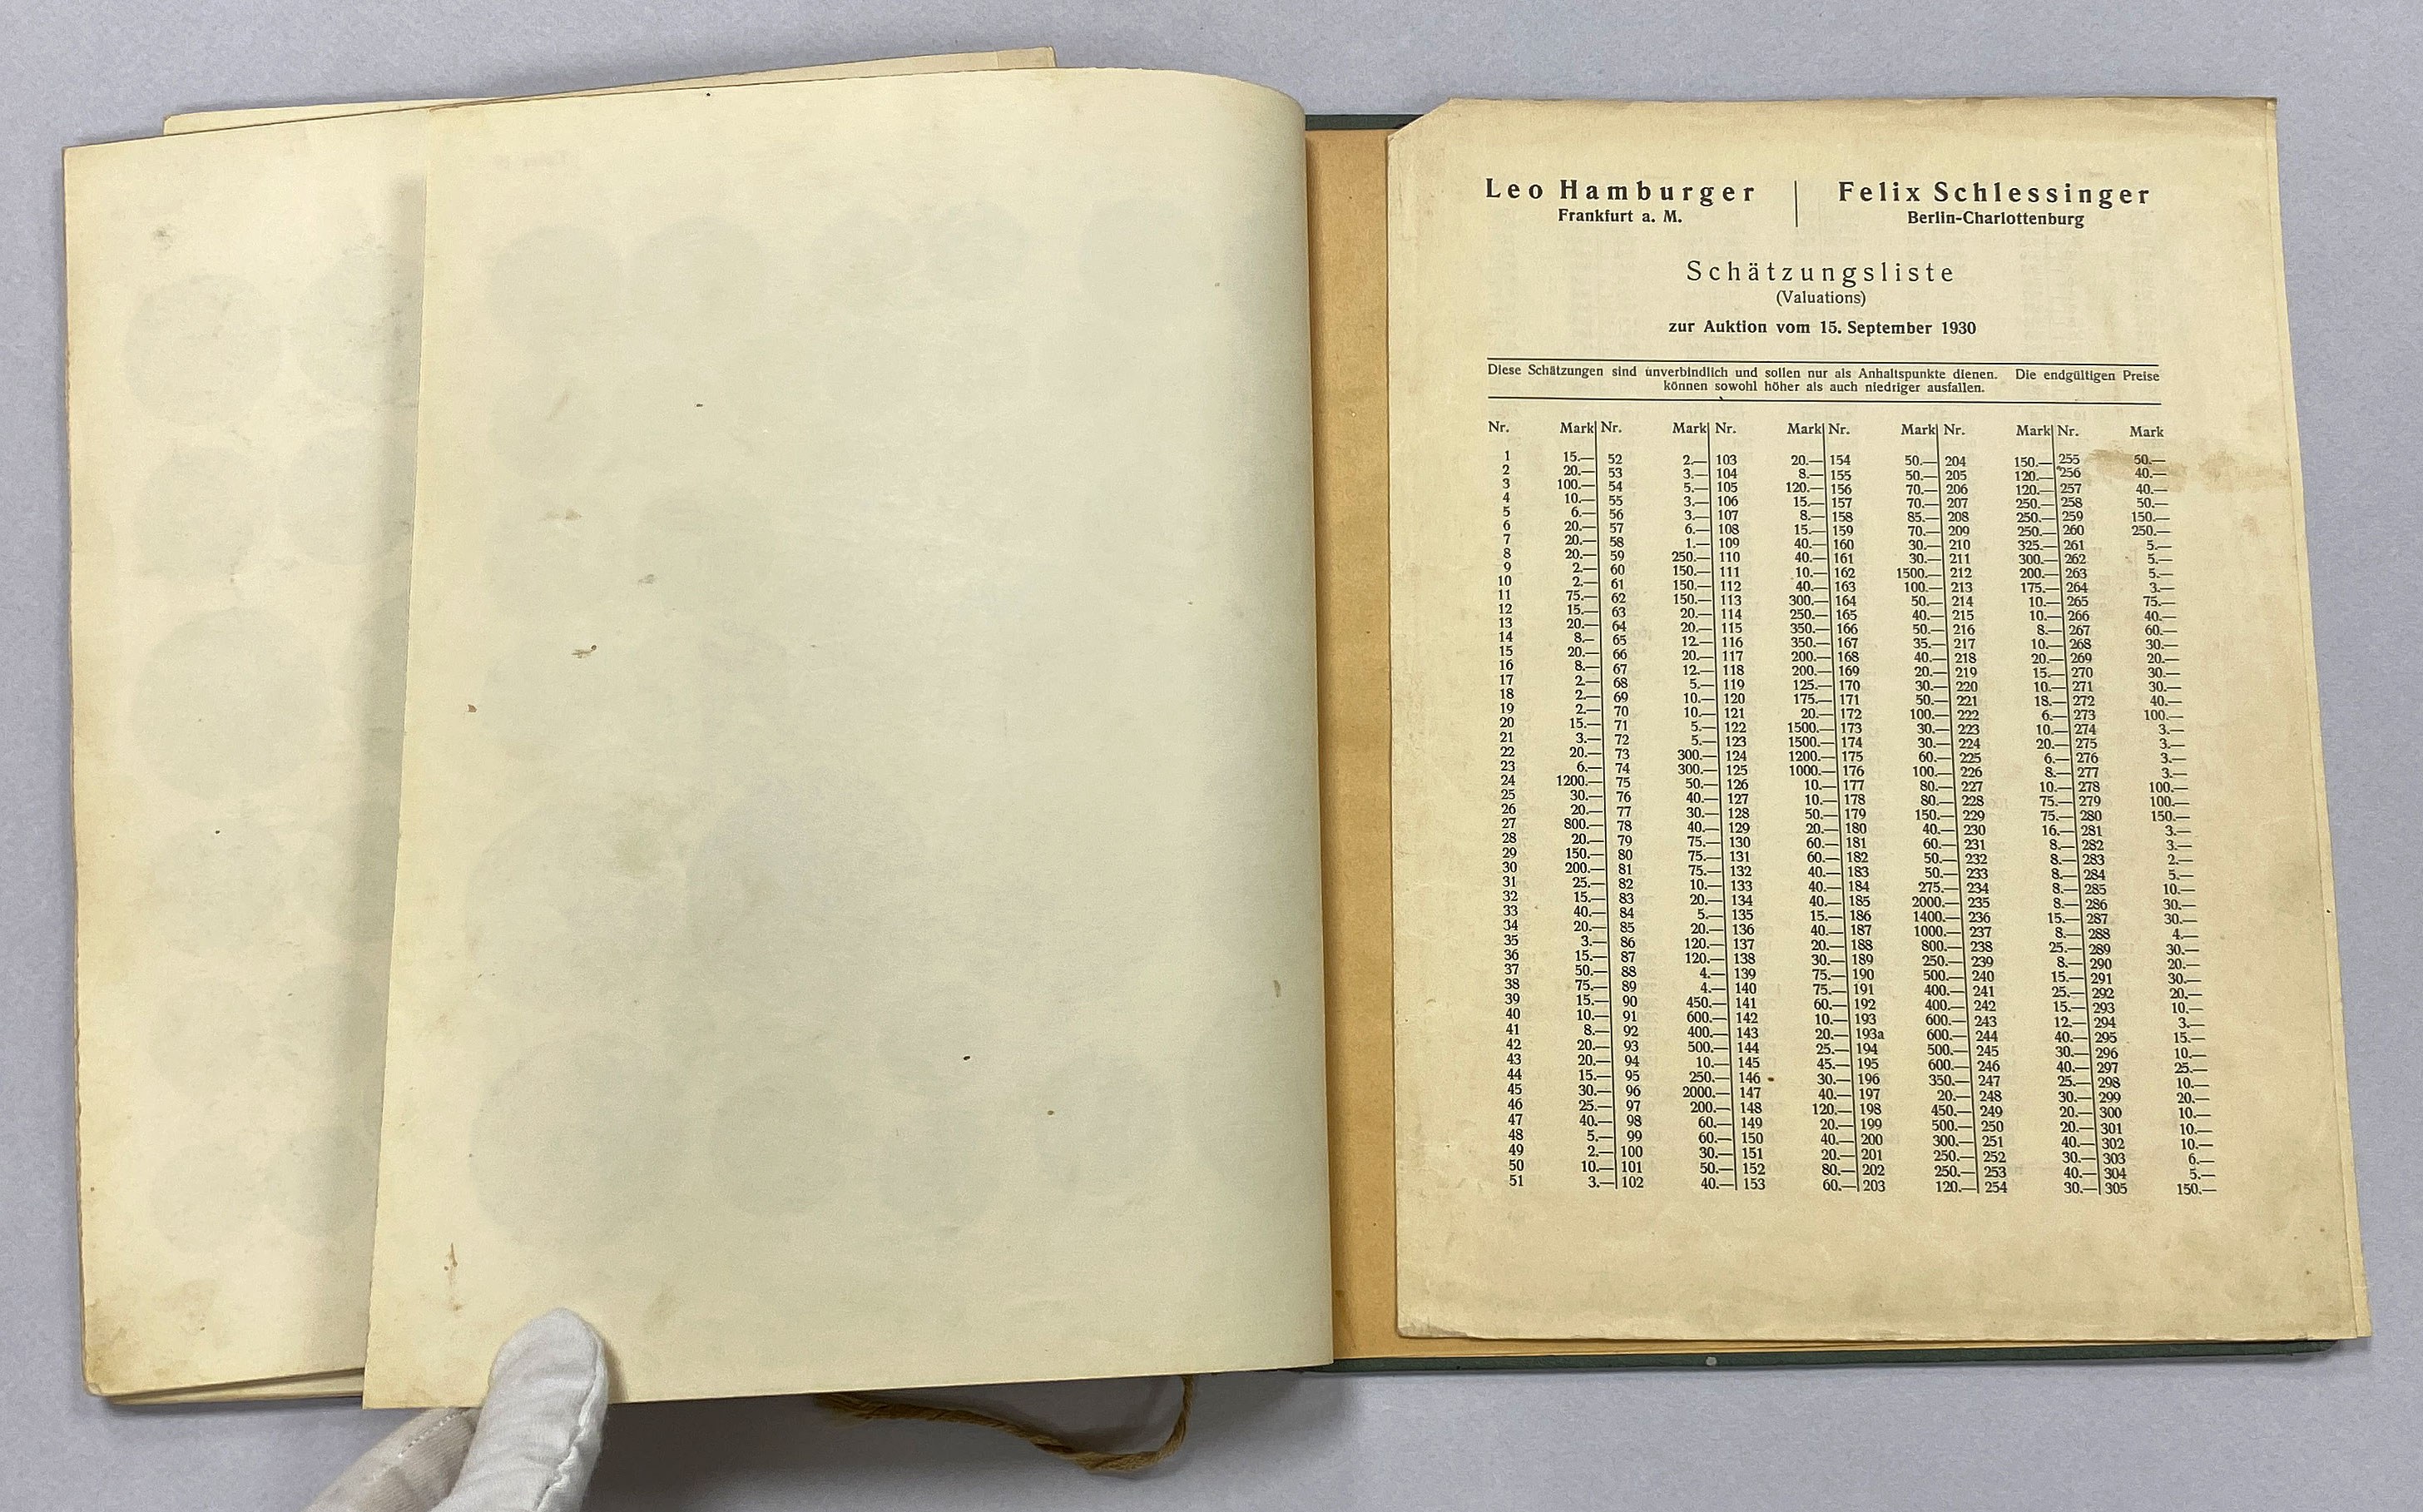 Leo Hamburger
Frankfurt a. M.
Felix Schlessinger
Berlin-Charlottenburg
Schätzungsliste
(Valuations)
zur Auktion vom 15. September 1930
Diese Schätzungen sind unverbindlich und sollen nur als Anhaltspunkte dienen. Die endgültigen Preise
können sowohl höher als auch niedriger ausfallen.
Nr. Mark Nr. Mark Nr. Mark Nr. Mark Nr. Mark Nr. Mark
1 15.— 52 2.— 103 20.— 154 50.— 204 150.— 255 50.—
2 20.— 53 3.— 104 8.— 155 50.— 205 120.— 256 40.—
3 100.— 54 5.— 105 120.— 156 70.— 206 120.— 257 40.—
4 10.— 55 3.— 106 15.— 157 70.— 207 250.— 258 50.—
5 6.— 56 3.— 107 8.— 158 85.— 208 250.— 259 150.—
6 20.— 57 6.— 108 15.— 159 70.— 209 250.— 260 250.—
7 20.— 58 1.— 109 40.— 160 30.— 210 325.— 261 5.—
8 20.— 59 250.— 110 40.— 161 30.— 211 300.— 262 5.—
9 2.— 60 150.— 111 10.— 162 1500.— 212 200.— 263 5.—
10 2.— 61 150.— 112 40.— 163 100.— 213 175.— 264 3.—
11 75.— 62 150.— 113 300.— 164 50.— 214 10.— 265 75.—
12 15.— 63 20.— 114 250.— 165 40.— 215 10.— 266 40.—
13 20.— 64 20.— 115 350.— 166 50.— 216 8.— 267 60.—
14 8.— 65 12.— 116 350.— 167 35.— 217 10.— 268 30.—
15 20.— 66 20.— 117 200.— 168 40.— 218 20.— 269 20.—
16 8.— 67 12.— 118 200.— 169 20.— 219 15.— 270 30.—
17 2.— 68 5.— 119 125.— 170 30.— 220 10.— 271 30.—
18 2.— 69 10.— 120 175.— 171 50.— 221 18.— 272 40.—
19 2.— 70 10.— 121 20.— 172 100.— 222 6.— 273 100.—
20 15.— 71 5.— 122 1500.— 173 30.— 223 10.— 274 3.—
21 3.— 72 5.— 123 1500.— 174 30.— 224 20.— 275 3.—
22 20.— 73 300.— 124 1200.— 175 60.— 225 6.— 276 3.—
23 6.— 74 300.— 125 1000.— 176 100.— 226 8.— 277 3.—
24 1200.— 75 50.— 126 10.— 177 80.— 227 10.— 278 100.—
25 30.— 76 40.— 127 10.— 178 80.— 228 75.— 279 100.—
26 20.— 77 30.— 128 50.— 179 150.— 229 75.— 280 150.—
27 800.— 78 40.— 129 20.— 180 40.— 230 16.— 281 3.—
28 20.— 79 75.— 130 60.— 181 60.— 231 8.— 282 3.—
29 150.— 80 75.— 131 60.— 182 50.— 232 8.— 283 2.—
30 200.— 81 75.— 132 40.— 183 50.— 233 8.— 284 5.—
31 25.— 82 10.— 133 40.— 184 275.— 234 8.— 285 10.—
32 15.— 83 20.— 134 40.— 185 2000.— 235 8.— 286 30.—
33 40.— 84 5.— 135 15.— 186 1400.— 236 15.— 287 30.—
34 20.— 85 20.— 136 40.— 187 1000.— 237 8.— 288 4.—
35 3.— 86 120.— 137 20.— 188 800.— 238 25.— 289 30.—
36 15.— 87 120.— 138 30.— 189 250.— 239 8.— 290 20.—
37 50.— 88 4.— 139 75.— 190 500.— 240 15.— 291 30.—
38 75.— 89 4.— 140 75.— 191 400.— 241 25.— 292 20.—
39 15.— 90 450.— 141 60.— 192 400.— 242 15.— 293 10.—
40 10.— 91 600.— 142 10.— 193 600.— 243 12.— 294 3.—
41 8.— 92 400.— 143 20.— 193a 600.— 244 40.— 295 15.—
42 20.— 93 500.— 144 25.— 194 500.— 245 30.— 296 10.—
43 20.— 94 10.— 145 45.— 195 600.— 246 40.— 297 25.—
44 15.— 95 250.— 146 30.— 196 350.— 247 25.— 298 10.—
45 30.— 96 2000.— 147 40.— 197 20.— 248 30.— 299 20.—
46 25.— 97 200.— 148 120.— 198 450.— 249 20.— 300 10.—
47 40.— 98 60.— 149 20.— 199 500.— 250 20.— 301 10.—
48 5.— 99 60.— 150 40.— 200 300.— 251 40.— 302 10.—
49 2.— 100 30.— 151 20.— 201 250.— 252 30.— 303 6.—
50 10.— 101 50.— 152 80.— 202 250.— 253 40.— 304 5.—
51 3.— 102 40.— 153 60.— 203 120.— 254 30.— 305 150.—